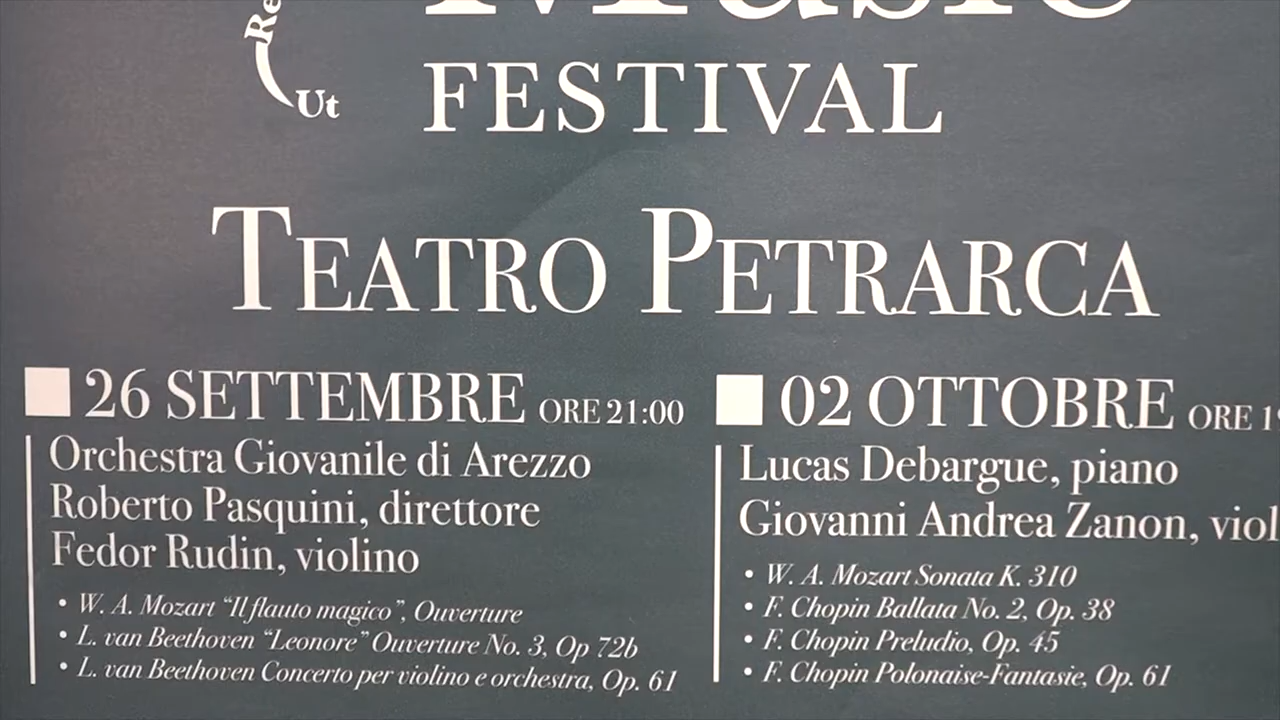 Re
Ut
Music
FESTIVAL
TEATRO PETRARCA
26 SETTEMBRE ORE 21:00
Orchestra Giovanile di Arezzo
Roberto Pasquini, direttore
Fedor Rudin, violino
• W. A. Mozart “Il flauto magico”, Ouverture
• L. van Beethoven “Leonore” Ouverture No. 3, Op 72b
• L. van Beethoven Concerto per violino e orchestra, Op. 61
02 OTTOBRE ORE
Lucas Debargue, piano
Giovanni Andrea Zanon, viol
• W. A. Mozart Sonata K. 310
• F. Chopin Ballata No. 2, Op. 38
• F. Chopin Preludio, Op. 45
• F. Chopin Polonaise-Fantasie, Op. 61